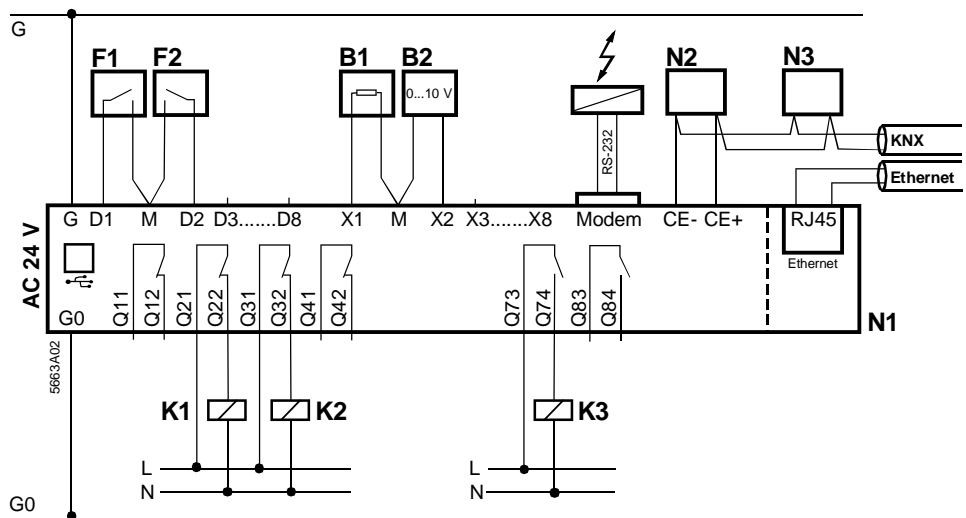 G
F1 F2 B1 B2 N2 N3
0...10 V
RS-232
KNX
Ethernet
G D1 M D2 D3.......D8 X1 M X2 X3.......X8 Modem CE- CE+ RJ45
Ethernet
AC 24 V
Q11 Q12 Q21 Q22 Q31 Q32 Q41 Q42 Q73 Q74 Q83 Q84
G0
N1
5663A02
K1 K2 K3
L L
N N
G0